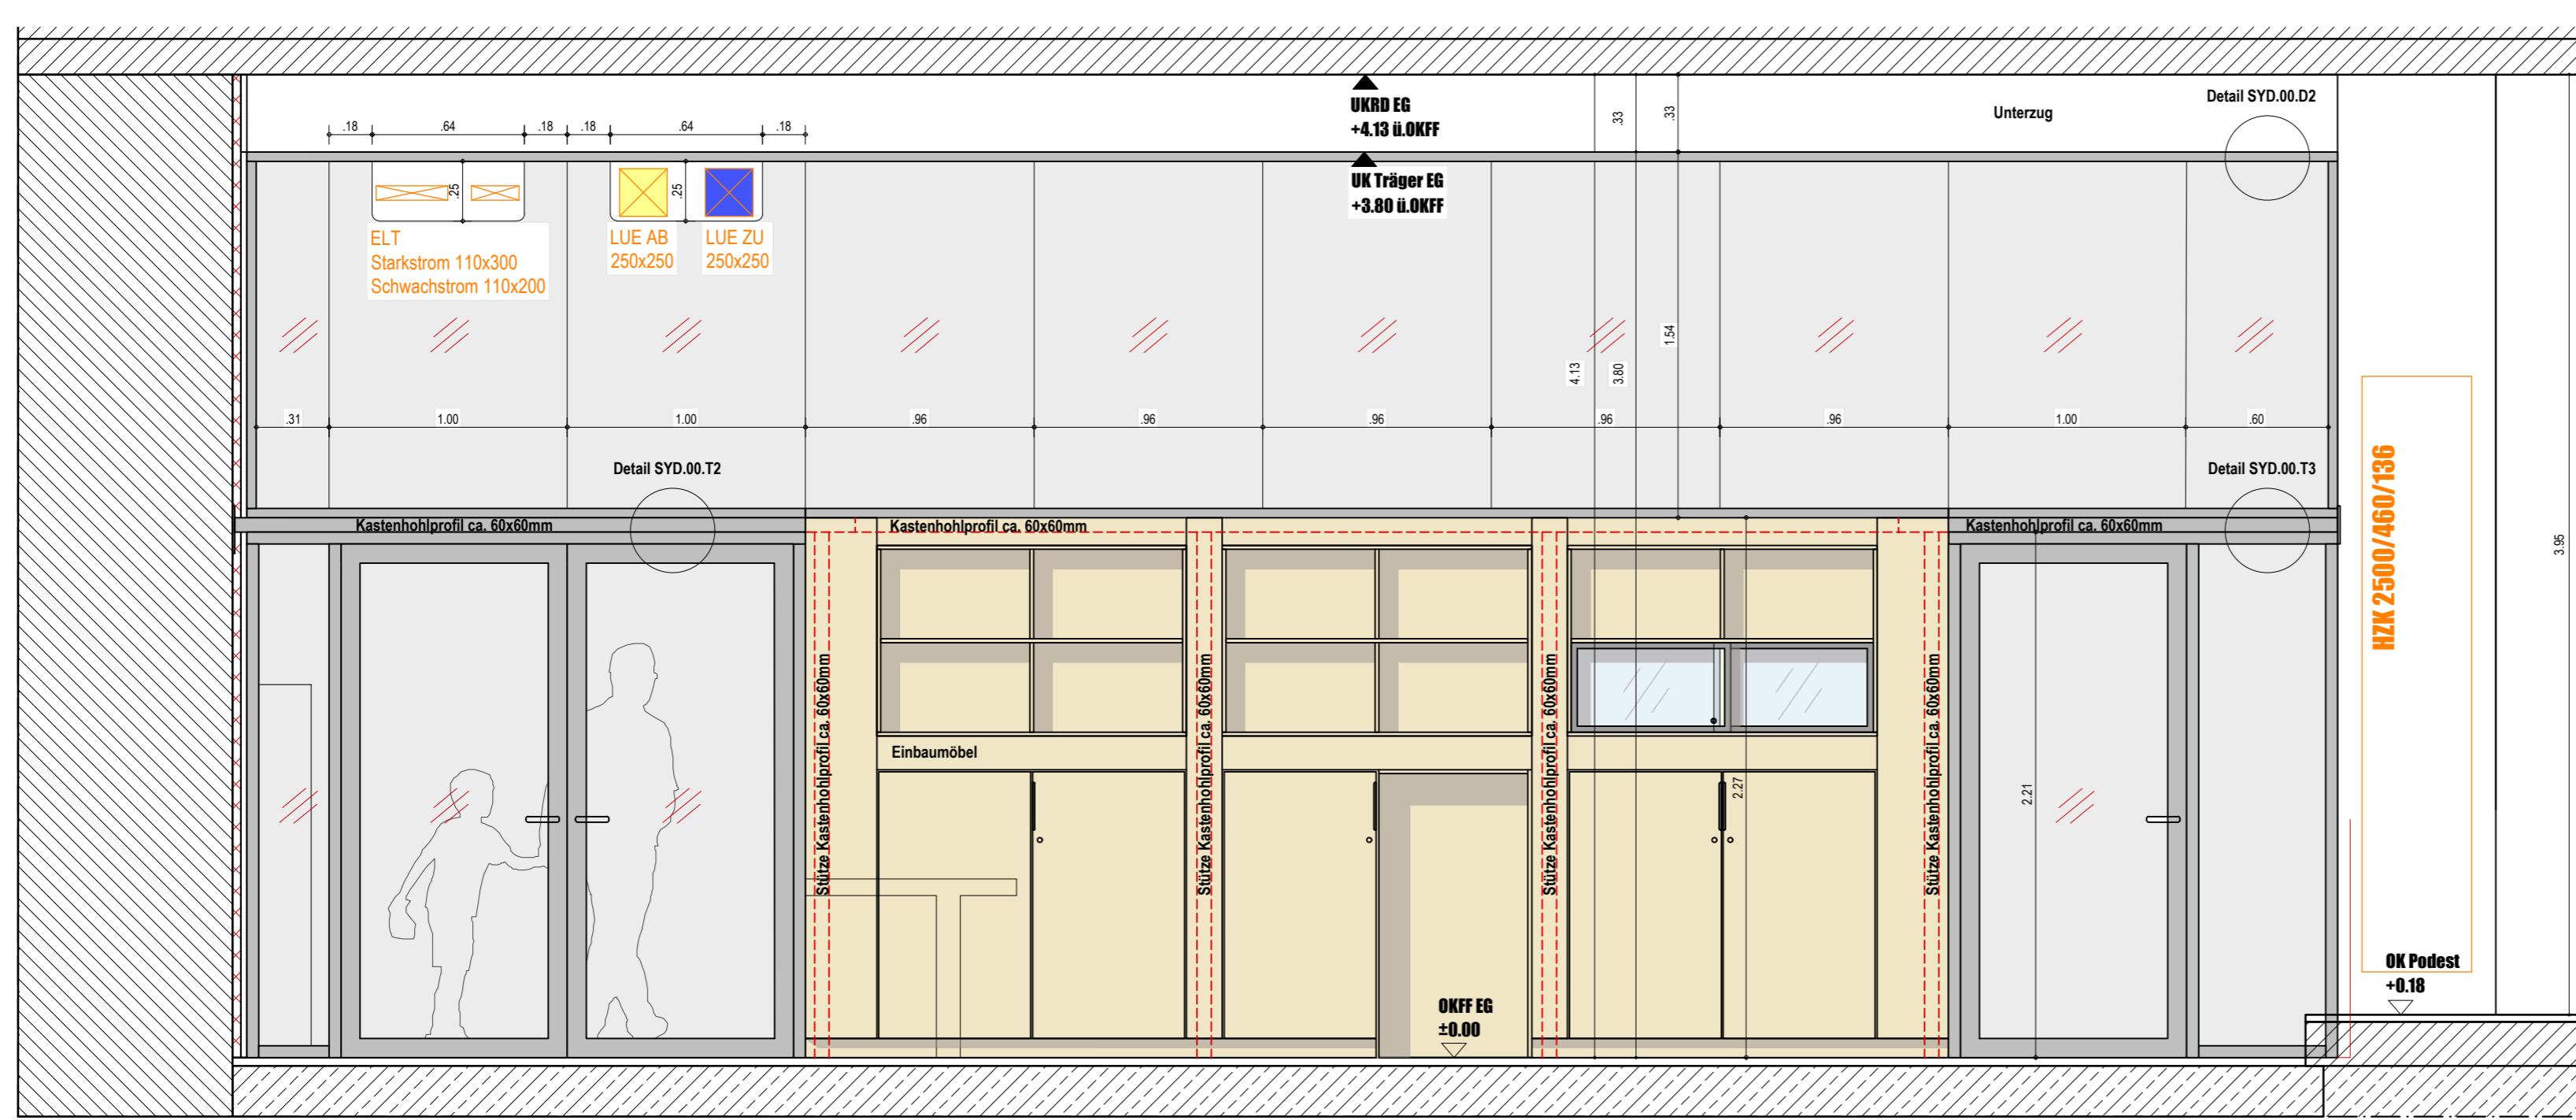 Detail SYD.00.D2
UKRD EG
+4.13 ü.OKFF
Unterzug
.33
.33
.18
.64
.18
.18
.64
.18
UK Träger EG
+3.80 ü.OKFF
.25
.25
ELT
Starkstrom 110x300
Schwachstrom 110x200
LUE AB
250x250
LUE ZU
250x250
1.54
4.13
3.80
.31
1.00
1.00
.96
.96
.96
.96
.96
1.00
.60
Detail SYD.00.T2
Detail SYD.00.T3
HZK 2500/460/136
3.95
Kastenhohlprofil ca. 60x60mm
Kastenhohlprofil ca. 60x60mm
Kastenhohlprofil ca. 60x60mm
Stütze Kastenhohlprofil ca. 60x60mm
Stütze Kastenhohlprofil ca. 60x60mm
Stütze Kastenhohlprofil ca. 60x60mm
Stütze Kastenhohlprofil ca. 60x60mm
Einbaumöbel
2.27
2.21
OK Podest
+0.18
OKFF EG
±0.00